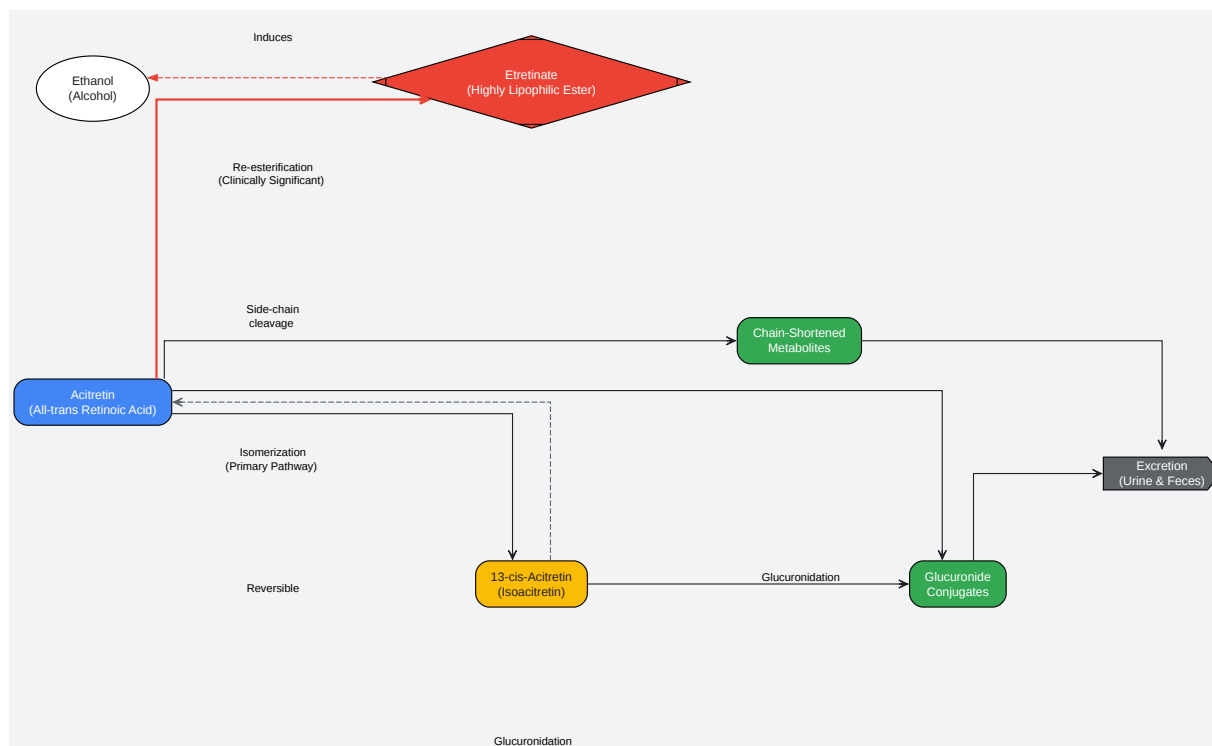 Induces
Ethanol
(Alcohol)
Etretinate
(Highly Lipophilic Ester)
Re-esterification
(Clinically Significant)
Side-chain
cleavage
Chain-Shortened
Metabolites
Acitretin
(All-trans Retinoic Acid)
Isomerization
(Primary Pathway)
Excretion
(Urine & Feces)
Reversible
13-cis-Acitretin
(Isoacitretin)
Glucuronidation
Glucuronide
Conjugates
Glucuronidation